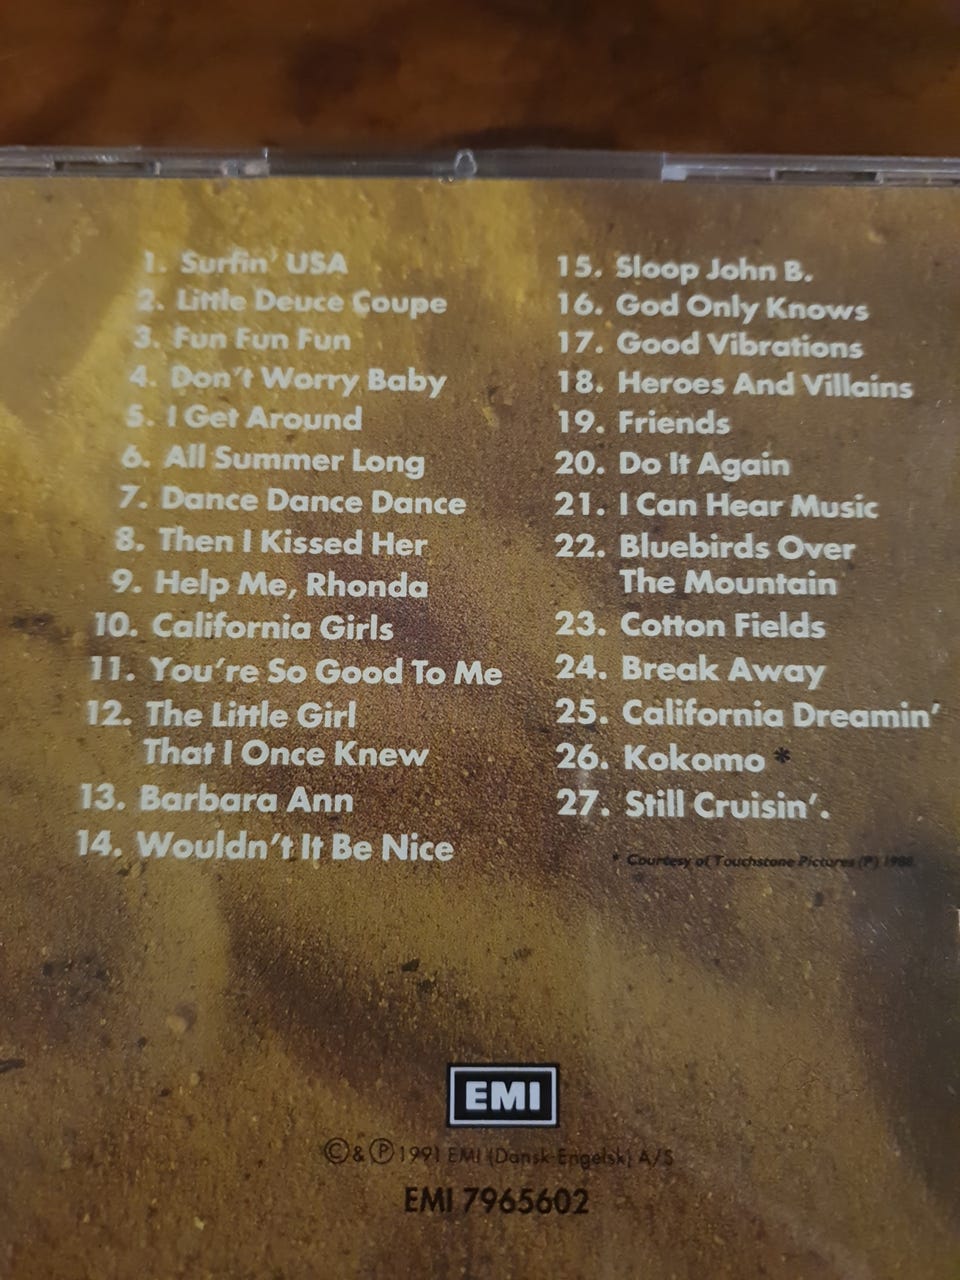 1. Surfin' USA
2. Little Deuce Coupe
3. Fun Fun Fun
4. Don't Worry Baby
5. I Get Around
6. All Summer Long
7. Dance Dance Dance
8. Then I Kissed Her
9. Help Me, Rhonda
10. California Girls
11. You're So Good To Me
12. The Little Girl
That I Once Knew
13. Barbara Ann
14. Wouldn't It Be Nice
15. Sloop John B.
16. God Only Knows
17. Good Vibrations
18. Heroes And Villains
19. Friends
20. Do It Again
21. I Can Hear Music
22. Bluebirds Over
The Mountain
23. Cotton Fields
24. Break Away
25. California Dreamin'
26. Kokomo *
27. Still Cruisin'.
* Courtesy of Touchstone Pictures (P) 1988
EMI
©&℗1991 EMI (Dansk-Engelsk) A/S
EMI 7965602